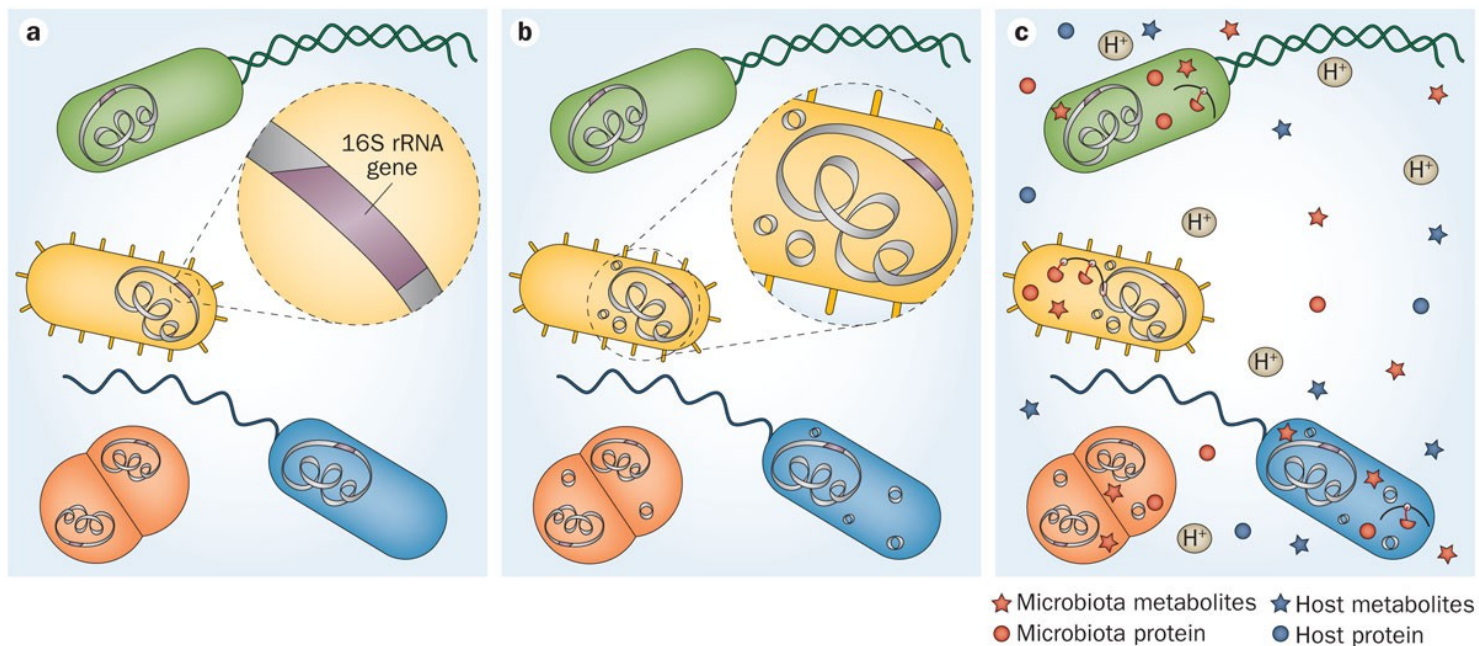 a
16S rRNA
gene
b
c
H+
H+
H+
H+
H+
H+
Microbiota metabolites
Host metabolites
Microbiota protein
Host protein